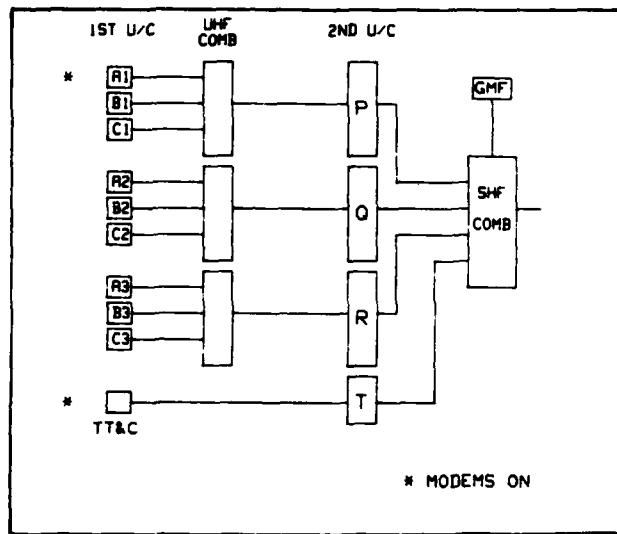 1ST U/C
UHF COMB
2ND U/C
* A1
B1
C1
P
GMF
A2
B2
C2
Q
SHF COMB
A3
B3
C3
R
*
T
TT&C
* MODEMS ON